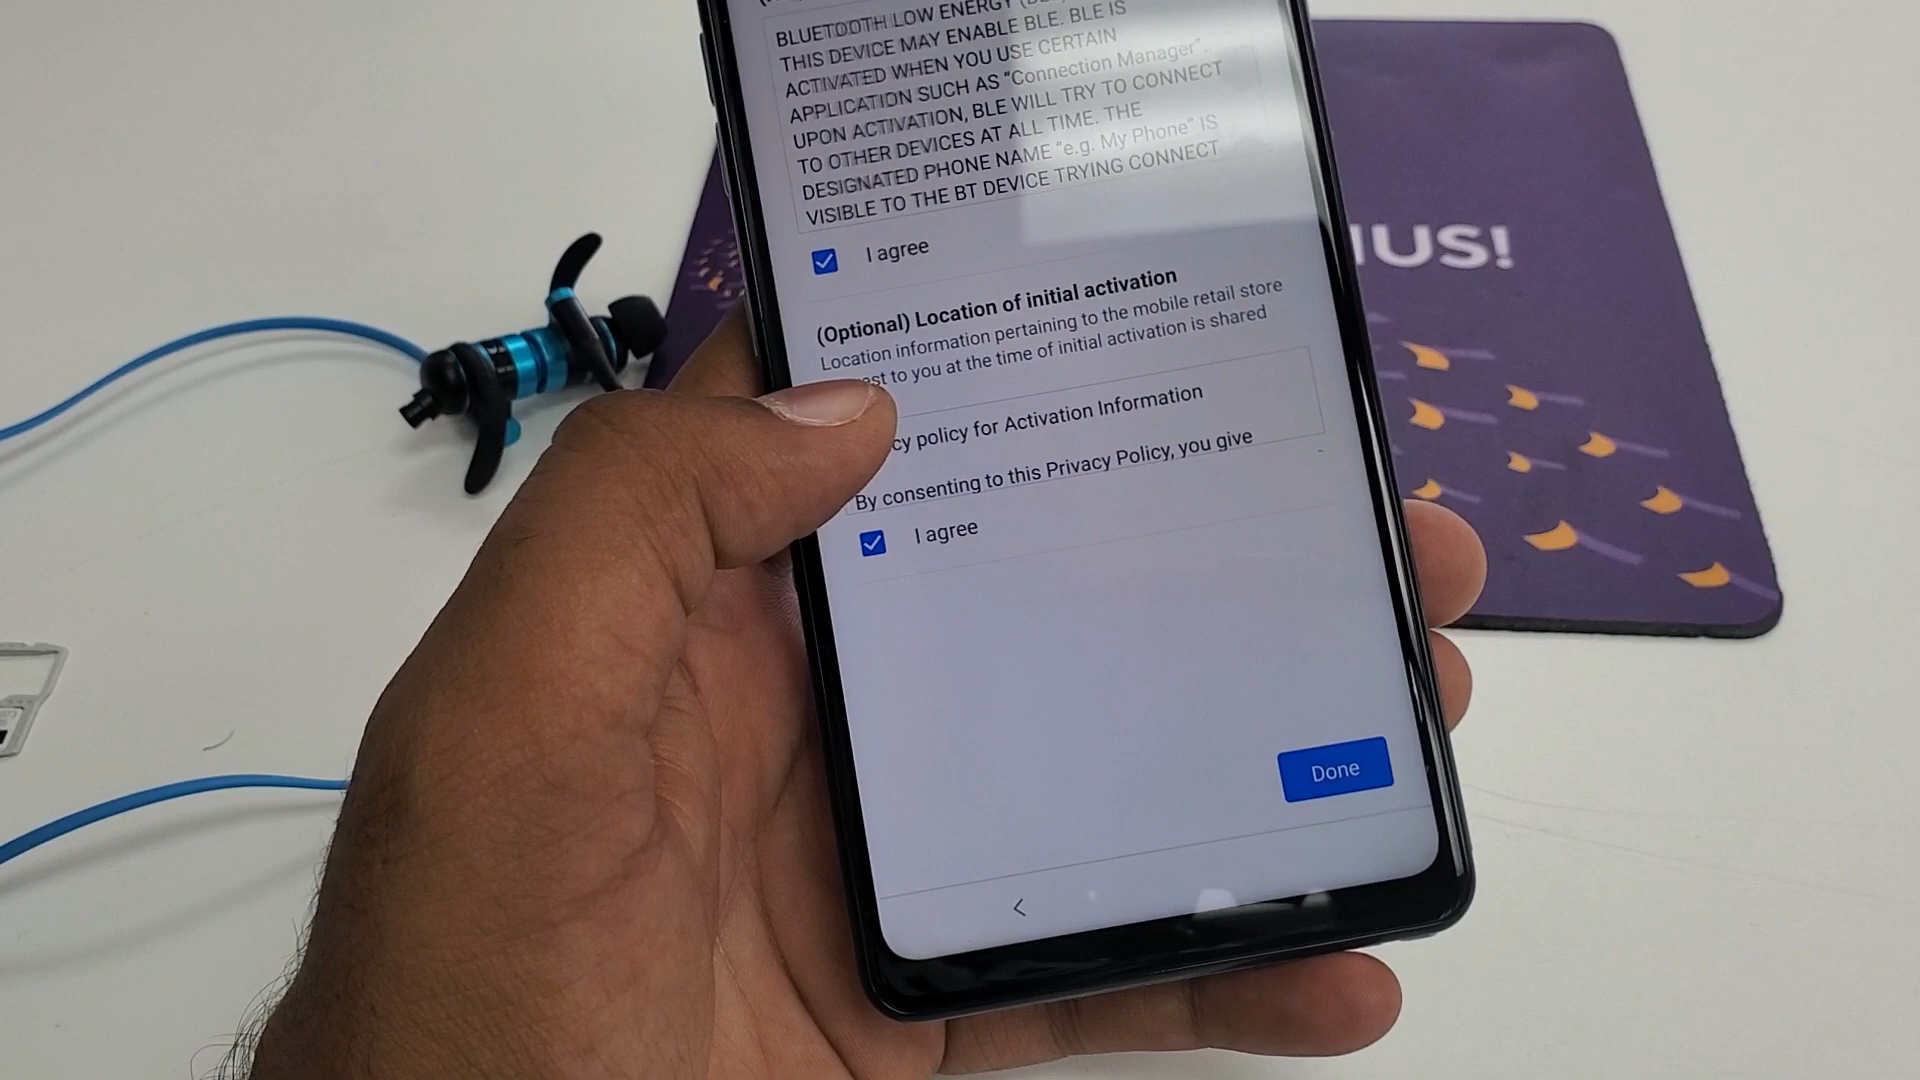 BLUETOOTH LOW ENERGY
THIS DEVICE MAY ENABLE BLE. BLE IS
ACTIVATED WHEN YOU USE CERTAIN
APPLICATION SUCH AS "Connection Manager".
UPON ACTIVATION, BLE WILL TRY TO CONNECT
TO OTHER DEVICES AT ALL TIME. THE
DESIGNATED PHONE NAME "e.g. My Phone" IS
VISIBLE TO THE BT DEVICE TRYING CONNECT
I agree
(Optional) Location of initial activation
Location information pertaining to the mobile retail store
to you at the time of initial activation is shared
policy for Activation Information
By consenting to this Privacy Policy, you give
I agree
Done
US!